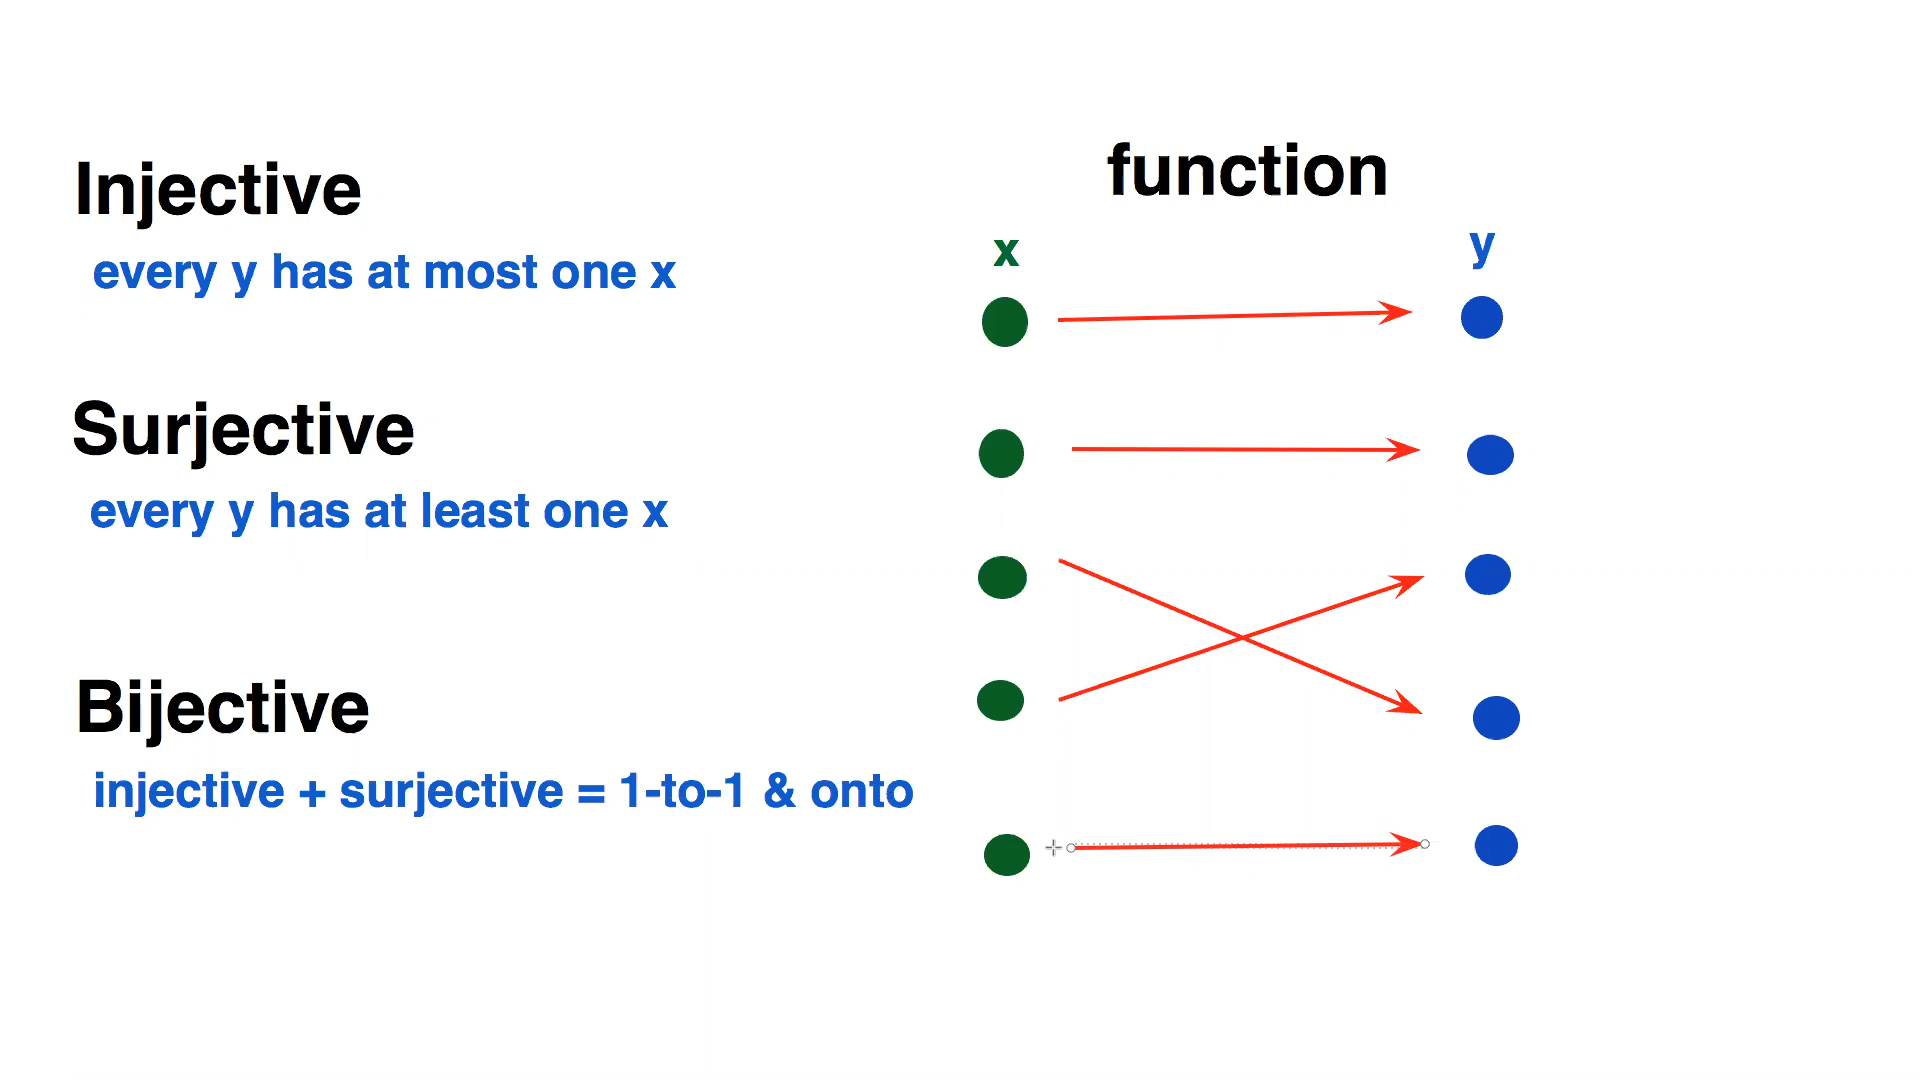 Injective
every y has at most one x
Surjective
every y has at least one x
Bijective
injective + surjective = 1-to-1 & onto
function
x
y